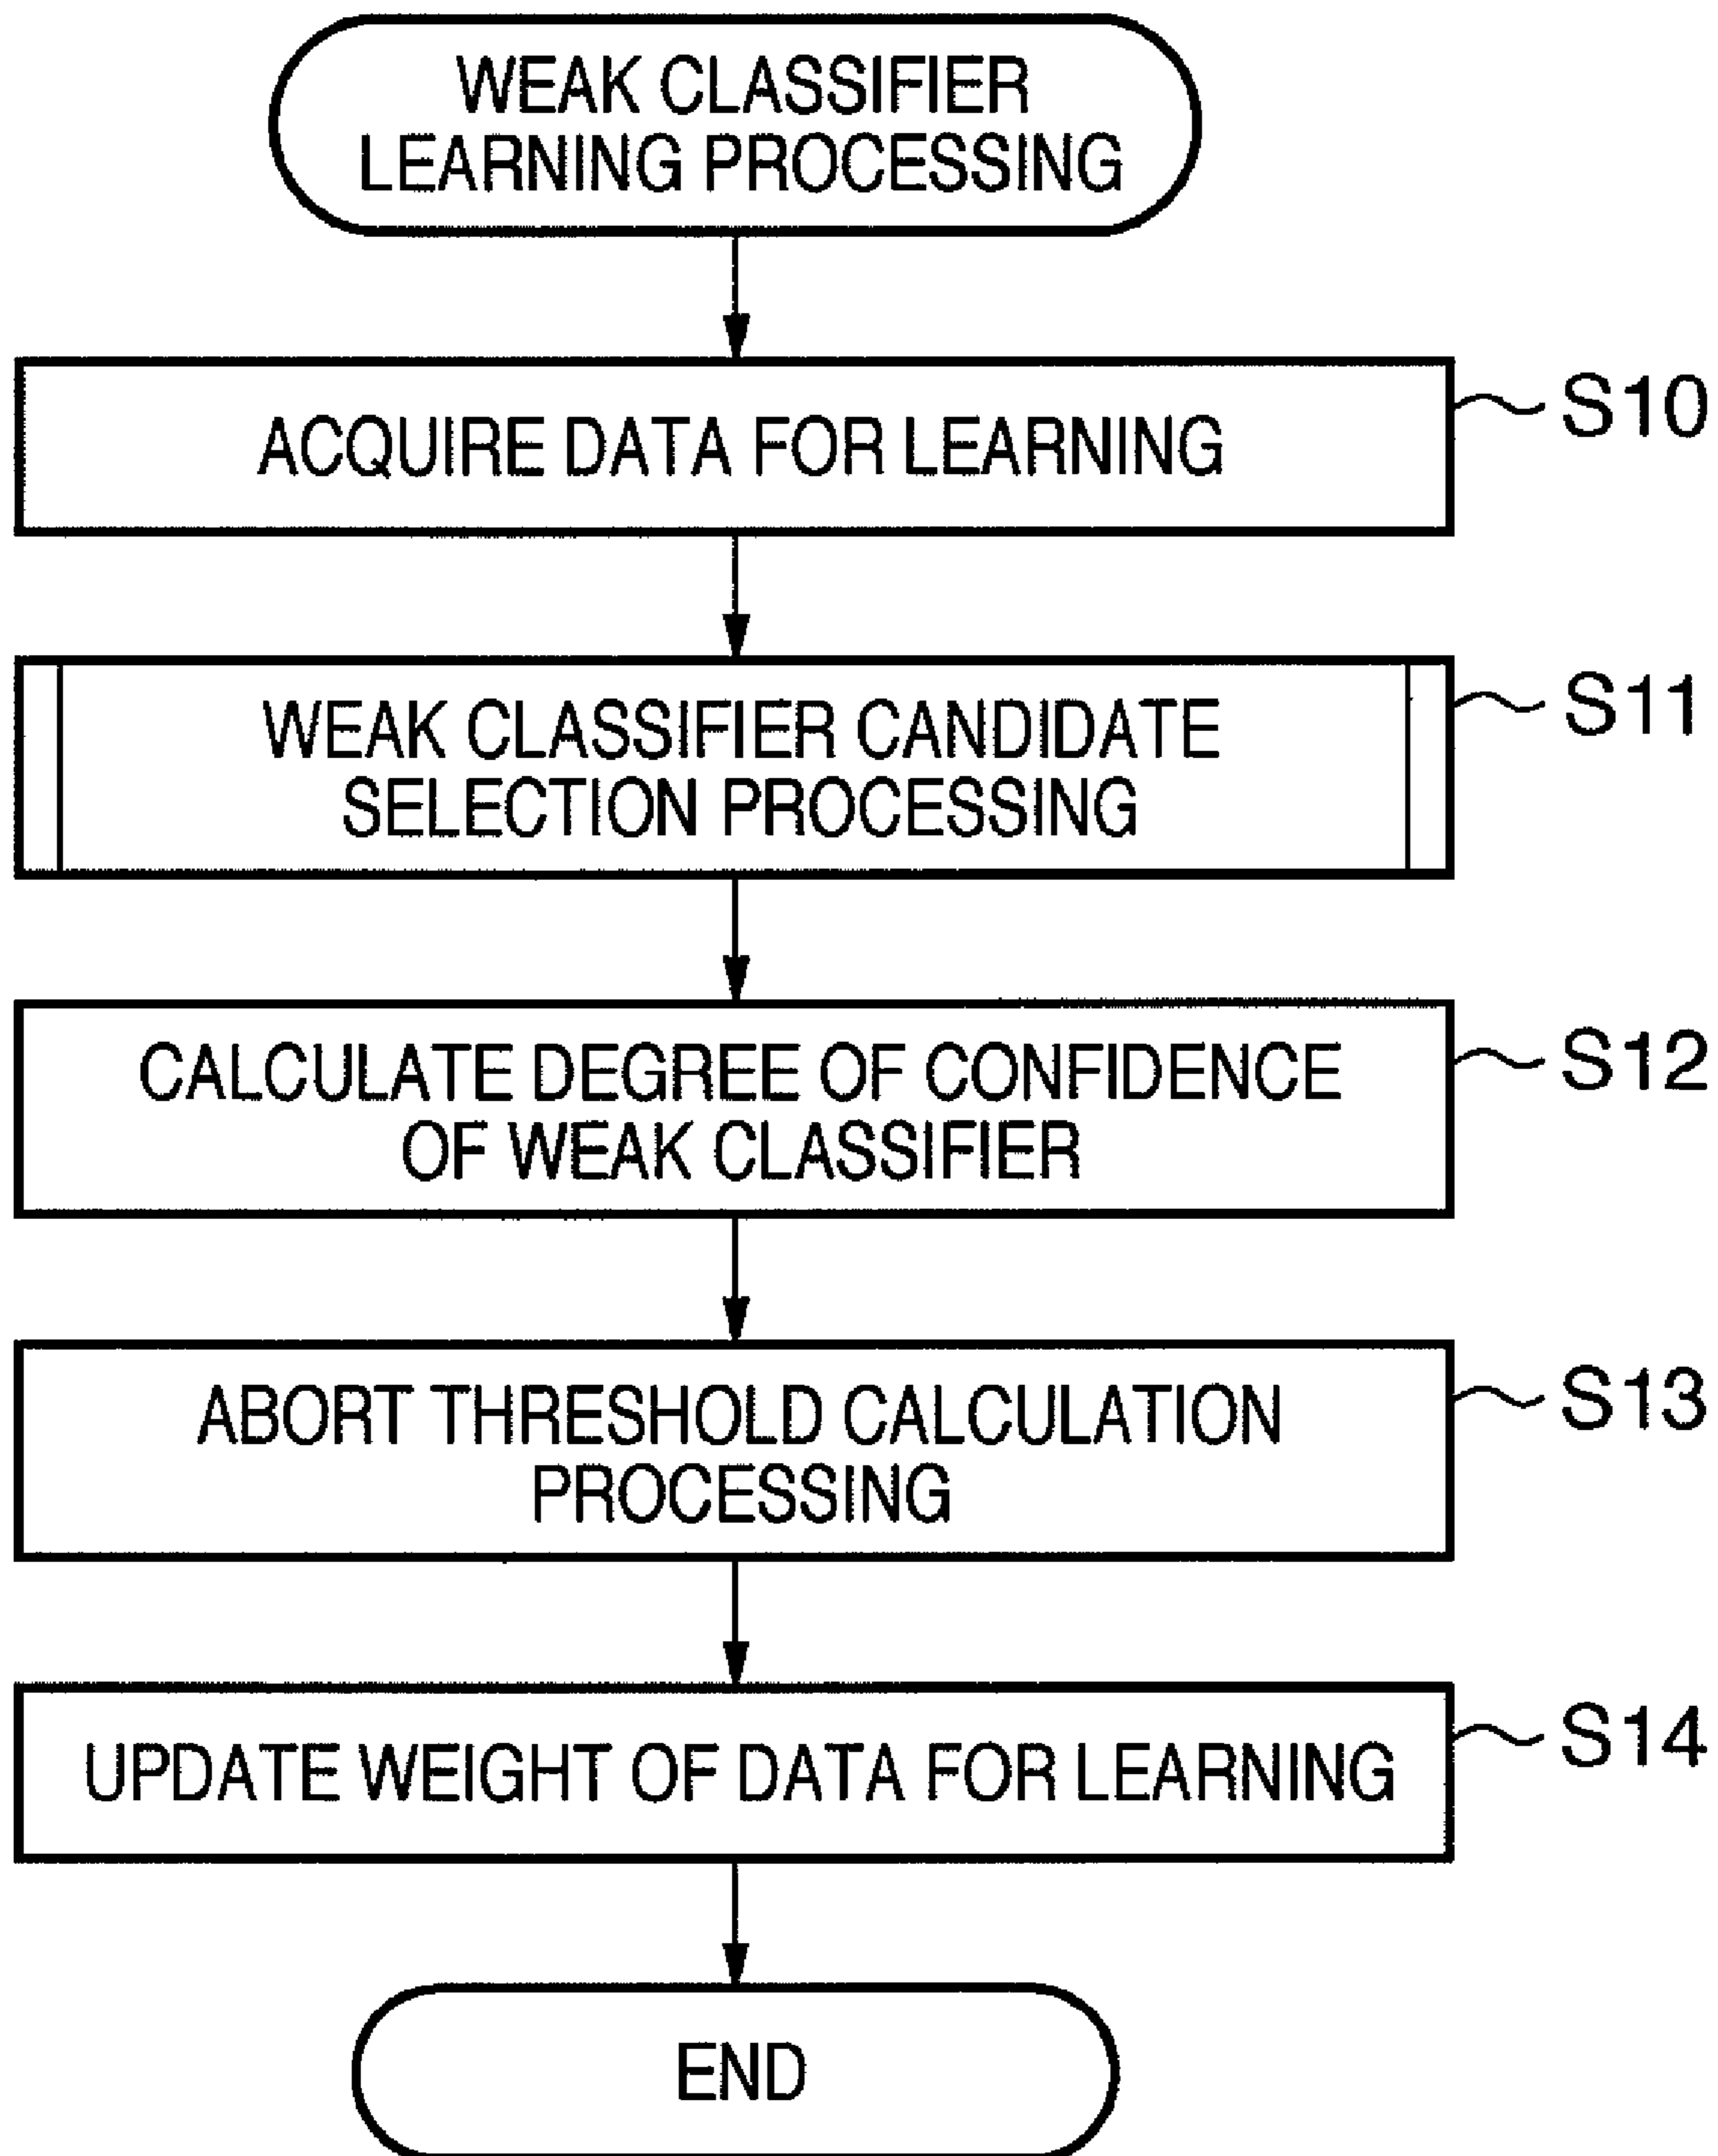 WEAK CLASSIFIER
LEARNING PROCESSING
ACQUIRE DATA FOR LEARNING
S10
WEAK CLASSIFIER CANDIDATE
SELECTION PROCESSING
S11
CALCULATE DEGREE OF CONFIDENCE
OF WEAK CLASSIFIER
S12
ABORT THRESHOLD CALCULATION
PROCESSING
S13
UPDATE WEIGHT OF DATA FOR LEARNING
S14
END